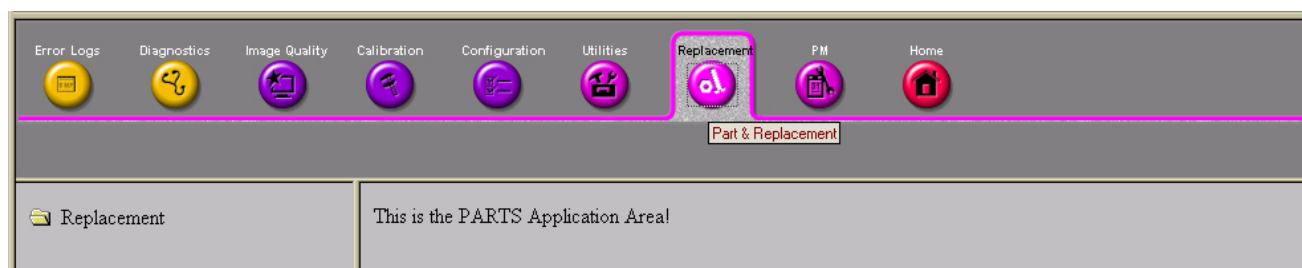 Error Logs Diagnostics Image Quality Calibration Configuration Utilities Replacement PM Home
Part & Replacement
Replacement
This is the PARTS Application Area!